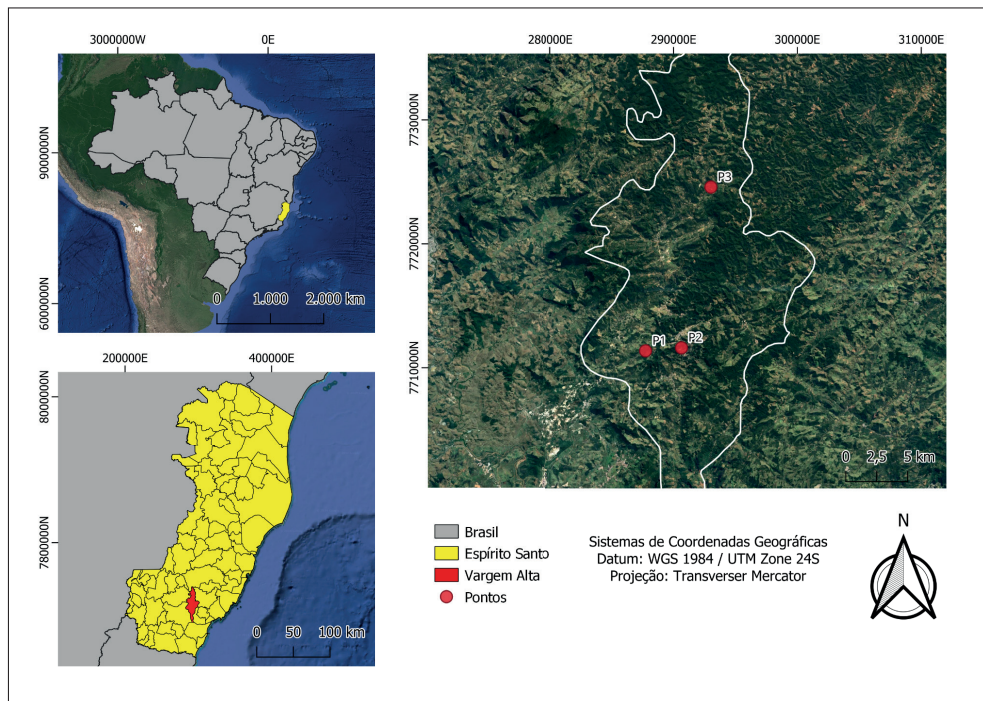 3000000W 0E
9000000N
6000000N
0 1.000 2.000 km
200000E 400000E
8000000N
7800000N
0 50 100 km
280000E 290000E 300000E 310000E
7730000N
7720000N
7710000N
P3
P1 P2
0 2,5 5 km
Brasil
Espírito Santo
Vargem Alta
Pontos
Sistemas de Coordenadas Geográficas
Datum: WGS 1984 / UTM Zone 24S
Projeção: Transverser Mercator
N